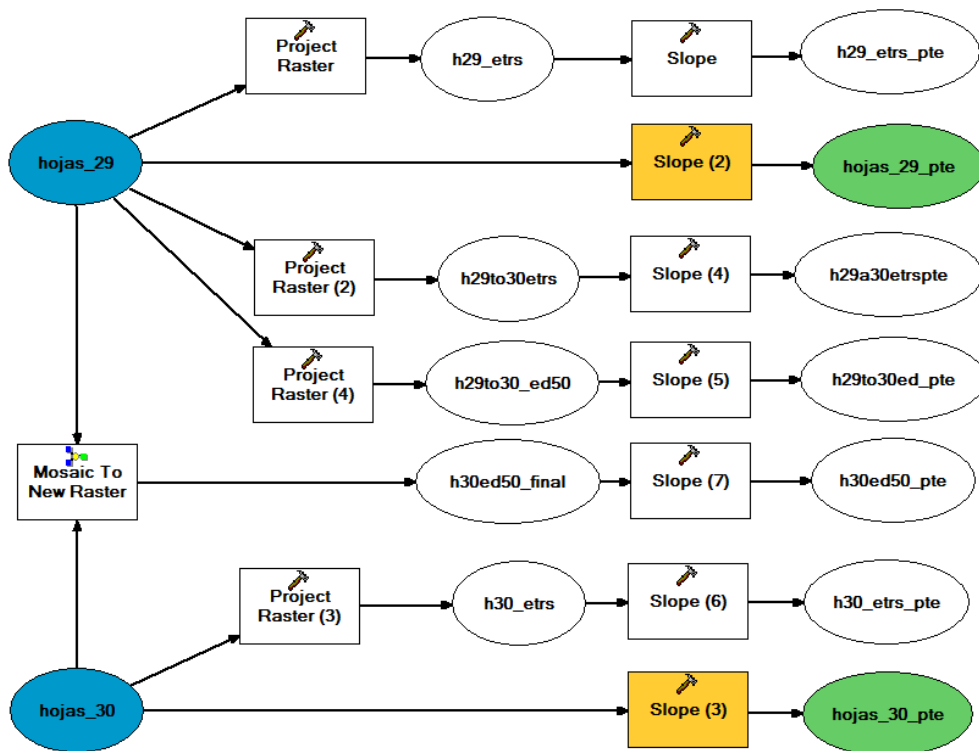 Project
Raster
h29_etrs
Slope
h29_etrs_pte
hojas_29
Slope (2)
hojas_29_pte
Project
Raster (2)
h29to30etrs
Slope (4)
h29a30etrspte
Project
Raster (4)
h29to30_ed50
Slope (5)
h29to30ed_pte
Mosaic To
New Raster
h30ed50_final
Slope (7)
h30ed50_pte
Project
Raster (3)
h30_etrs
Slope (6)
h30_etrs_pte
hojas_30
Slope (3)
hojas_30_pte